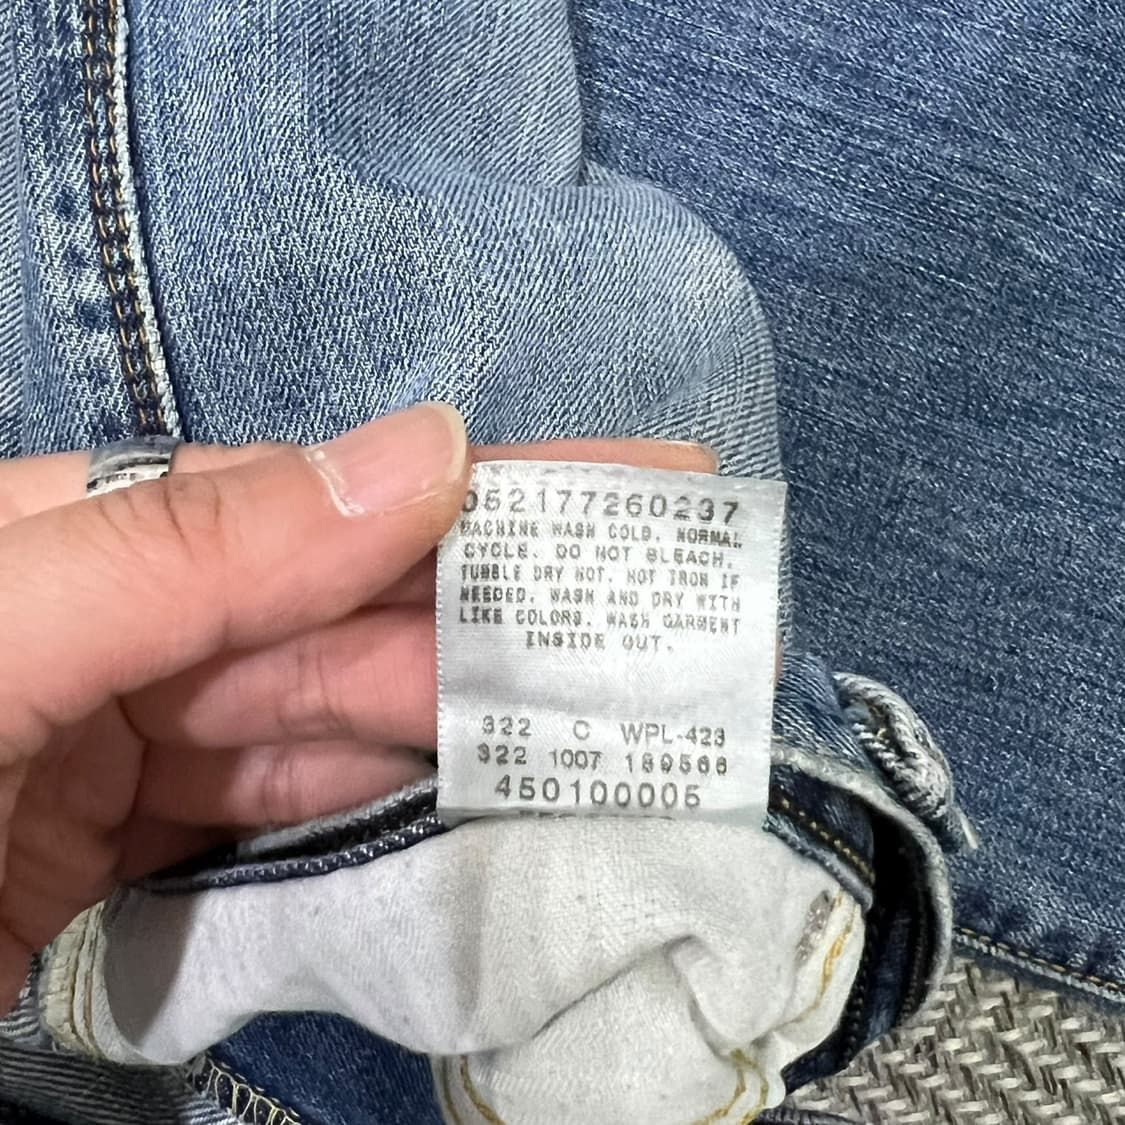 052177260237
MACHINE WASH COLD, NORMAL
CYCLE. DO NOT BLEACH.
TUMBLE DRY HOT. HOT IRON IF
NEEDED. WASH AND DRY WITH
LIKE COLORS. WASH GARMENT
INSIDE OUT.
322 C WPL-423
322 1007 189566
450100005